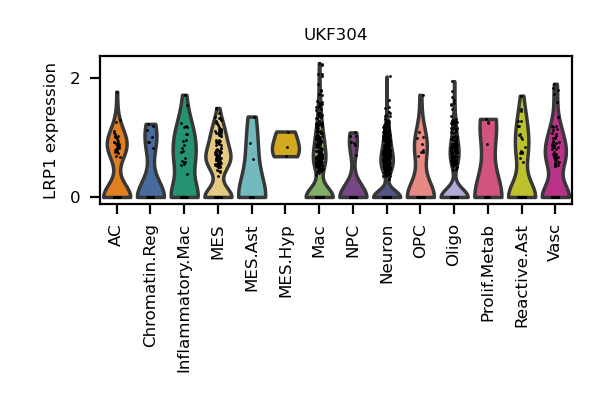 UKF304
LRP1 expression
2
0
AC
Chromatin.Reg
Inflammatory.Mac
MES
MES.Ast
MES.Hyp
Mac
NPC
Neuron
OPC
Oligo
Prolif.Metab
Reactive.Ast
Vasc